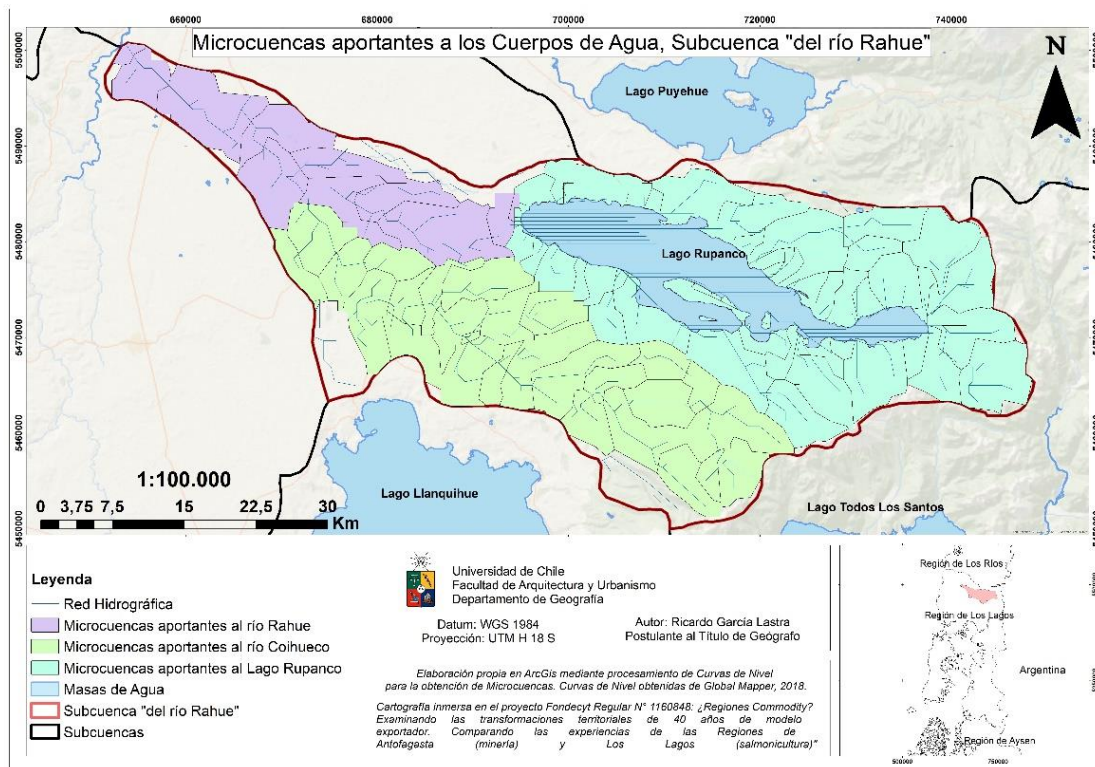 660000 680000 700000 720000 740000
Microcuencas aportantes a los Cuerpos de Agua, Subcuenca "del río Rahue"
N
Lago Puyehue
Lago Rupanco
Lago Llanquihue
Lago Todos Los Santos
5500000
5490000
5480000
5470000
5460000
5450000
1:100.000
0 3,75 7,5 15 22,5 30
Km
Leyenda
Red Hidrográfica
Microcuencas aportantes al río Rahue
Microcuencas aportantes al río Coihueco
Microcuencas aportantes al Lago Rupanco
Masas de Agua
Subcuenca "del río Rahue"
Subcuencas
Universidad de Chile
Facultad de Arquitectura y Urbanismo
Departamento de Geografía
Datum: WGS 1984
Proyección: UTM H 18 S
Autor: Ricardo García Lastra
Postulante al Título de Geógrafo
Elaboración propia en ArcGis mediante procesamiento de Curvas de Nivel
para la obtención de Microcuencas. Curvas de Nivel obtenidas de Global Mapper, 2018.
Cartografía inmersa en el proyecto Fondecyt Regular N° 1160848: ¿Regiones Commodity?
Examinando las transformaciones territoriales de 40 años de modelo
exportador. Comparando las experiencias de las Regiones de
Antofagasta (minería) y Los Lagos (salmonicultura)"
Región de Los Ríos
Región de Los Lagos
Argentina
Región de Aysen
500000 750000